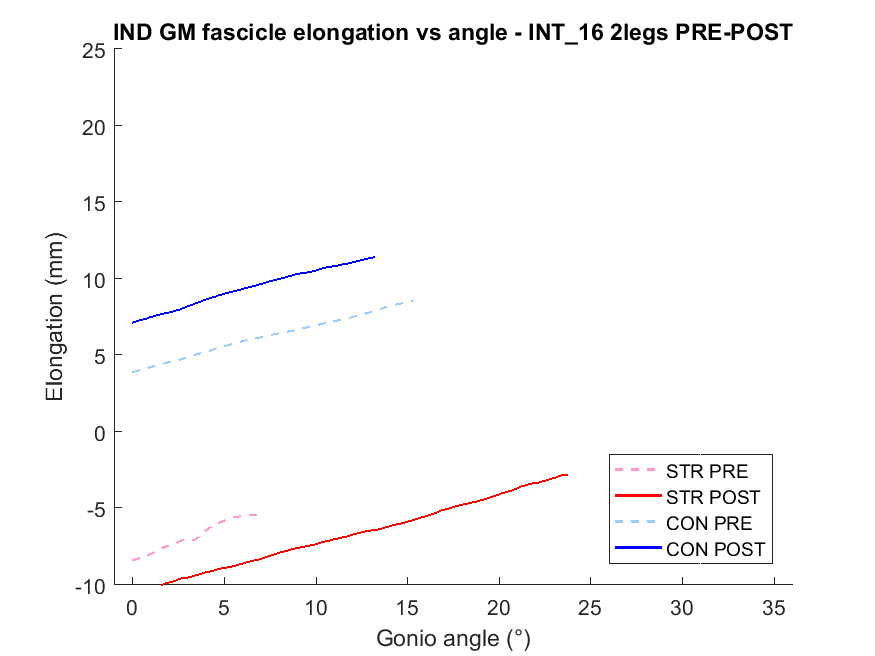 IND GM fascicle elongation vs angle - INT_16 2legs PRE-POST
25
20
15
10
5
0
-5
-10
Elongation (mm)
0 5 10 15 20 25 30 35
Gonio angle (°)
STR PRE
STR POST
CON PRE
CON POST